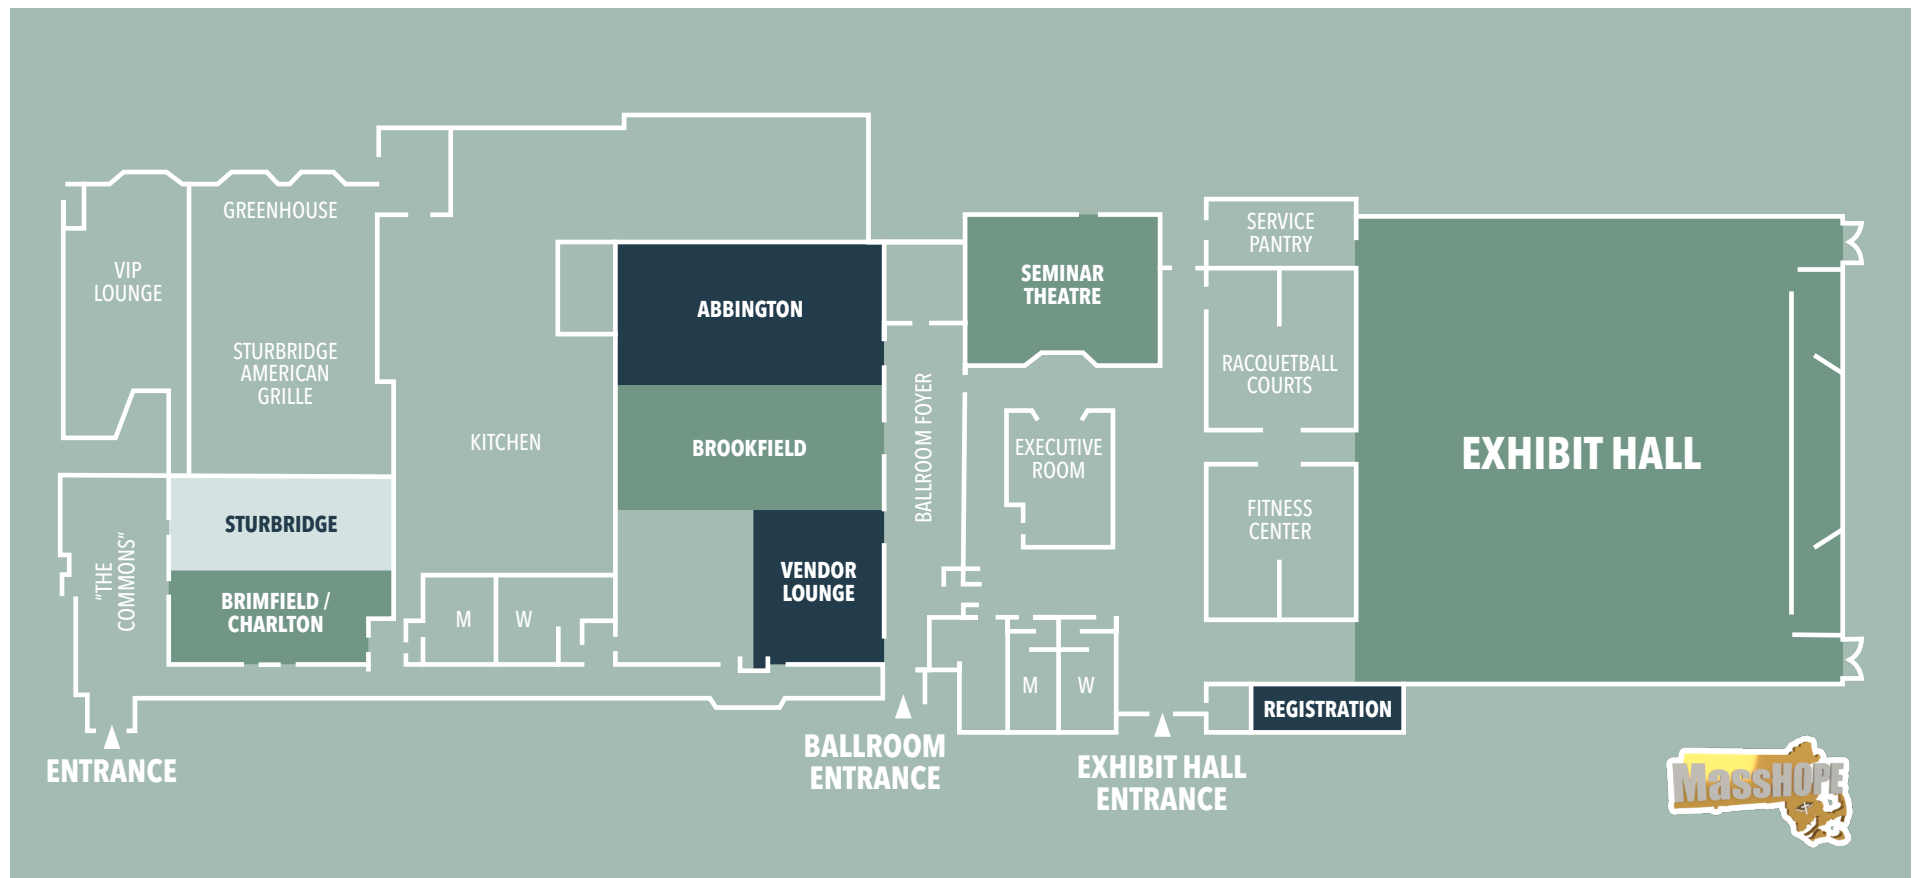 GREENHOUSE
VIP
LOUNGE
STURBRIDGE
AMERICAN
GRILLE
KITCHEN
STURBRIDGE
BRIMFIELD /
CHARLTON
"THE
COMMONS"
M
W
ENTRANCE
ABBINGTON
BROOKFIELD
VENDOR
LOUNGE
BALLROOM FOYER
BALLROOM
ENTRANCE
SEMINAR
THEATRE
EXECUTIVE
ROOM
M
W
EXHIBIT HALL
ENTRANCE
SERVICE
PANTRY
RACQUETBALL
COURTS
FITNESS
CENTER
EXHIBIT HALL
REGISTRATION
MassHOPE